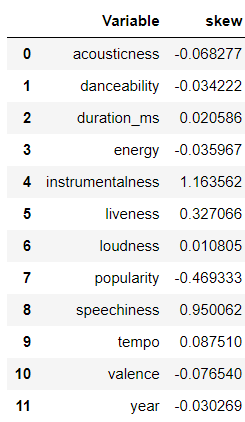 Variable skew
0 acousticness -0.068277
1 danceability -0.034222
2 duration_ms 0.020586
3 energy -0.035967
4 instrumentalness 1.163562
5 liveness 0.327066
6 loudness 0.010805
7 popularity -0.469333
8 speechiness 0.950062
9 tempo 0.087510
10 valence -0.076540
11 year -0.030269